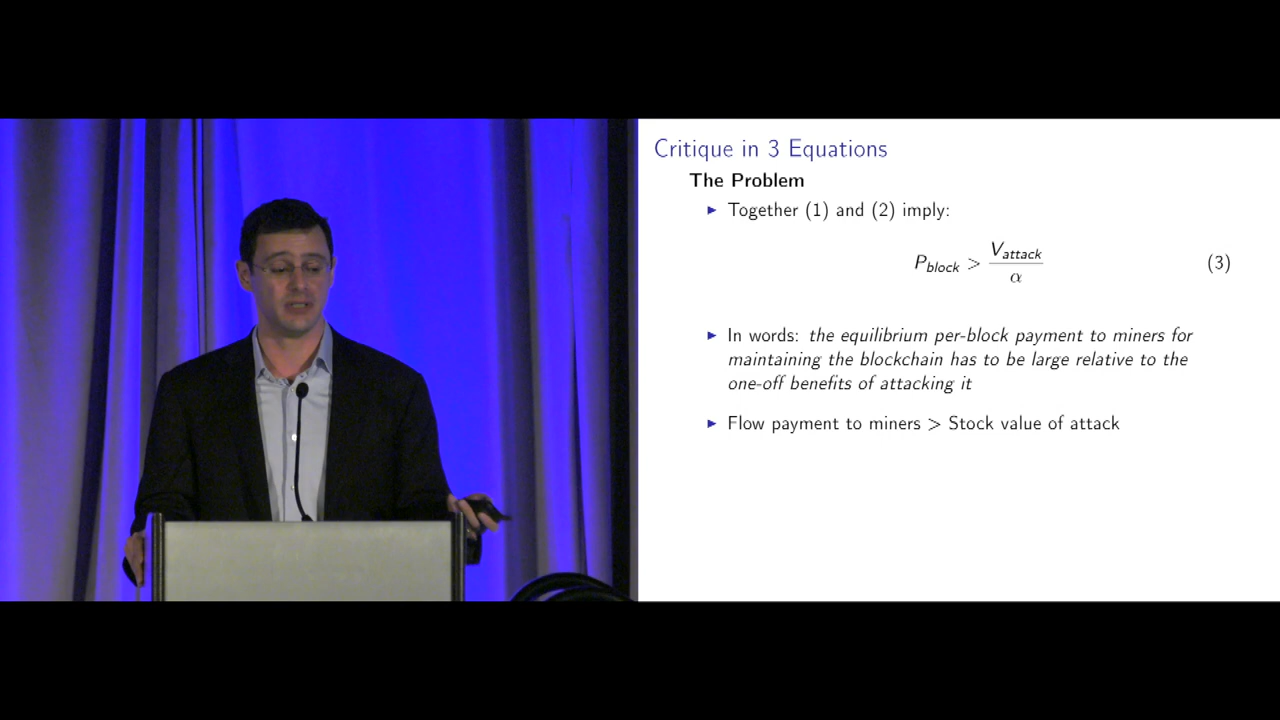 Critique in 3 Equations
The Problem
▶ Together (1) and (2) imply:
P_block > V_attack / α (3)
▶ In words: the equilibrium per-block payment to miners for
maintaining the blockchain has to be large relative to the
one-off benefits of attacking it
▶ Flow payment to miners > Stock value of attack